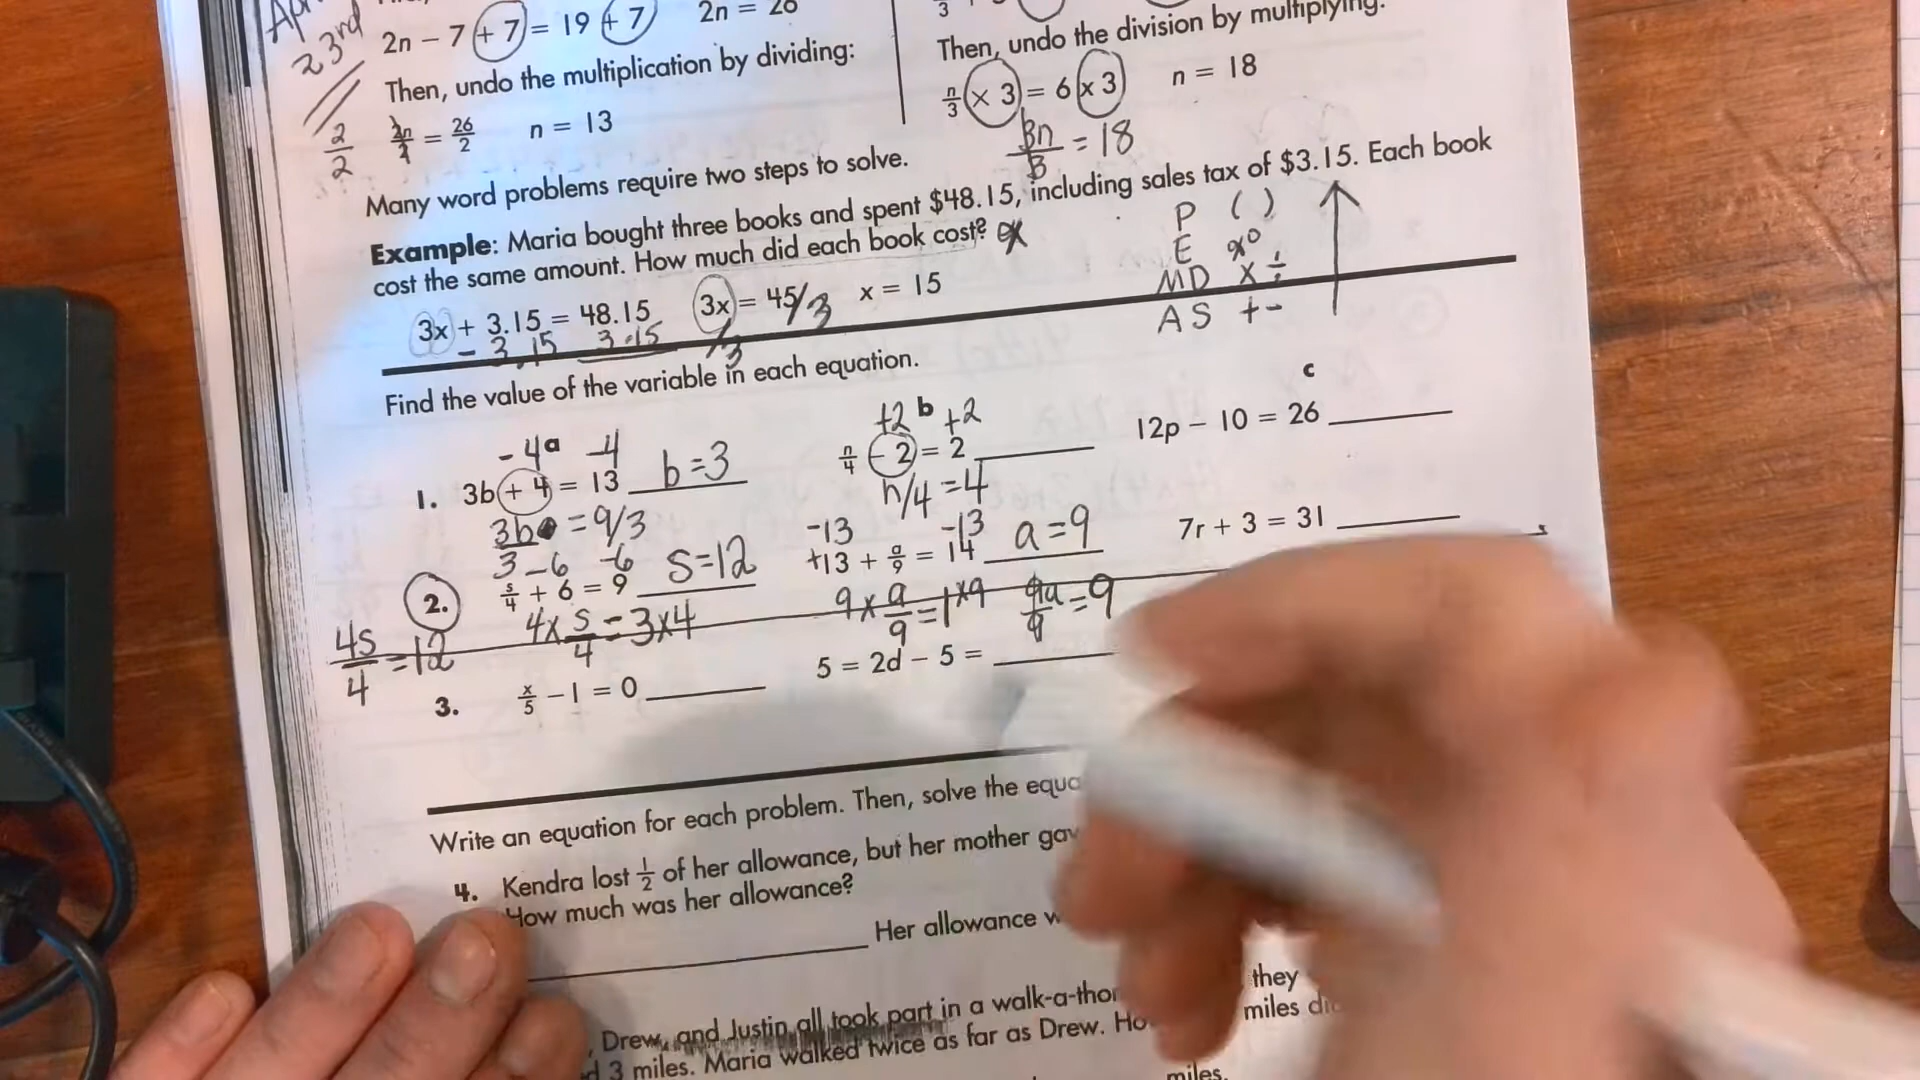 23rd
2n – 7 + 7 = 19 + 7 2n = 26
Then, undo the multiplication by dividing:
2/2 2n/2 = 26/2 n = 13
Then, undo the division by multiplying.
n/3 × 3 = 6 × 3 n = 18
3n/3 = 18
Many word problems require two steps to solve.
Example: Maria bought three books and spent $48.15, including sales tax of $3.15. Each book
cost the same amount. How much did each book cost?
3x + 3.15 = 48.15 3x = 45/3 x = 15
– 3.15 3.15 /3
P ( )
E x⁰
MD × ÷
AS + –
Find the value of the variable in each equation.
a b c
-4 -4 +2 +2
1. 3b + 4 = 13 b=3 n/4 – 2 = 2 12p – 10 = 26
3b/3 = 9/3 n/4 = 4
-6 -6 -13 -13
2. s/4 + 6 = 9 s=12 +13 + a/9 = 14 a=9 7r + 3 = 31
4s/4 = 12 4 × s/4 = 3×4 9 × a/9 = 1×9 9a/9 = 9
3. x/5 – 1 = 0 5 = 2d – 5 =
Write an equation for each problem. Then, solve the equa
4. Kendra lost 1/2 of her allowance, but her mother gav
How much was her allowance?
Her allowance w
, Drew, and Justin all took part in a walk-a-thon they
d 3 miles. Maria walked twice as far as Drew. Ho miles di
miles.